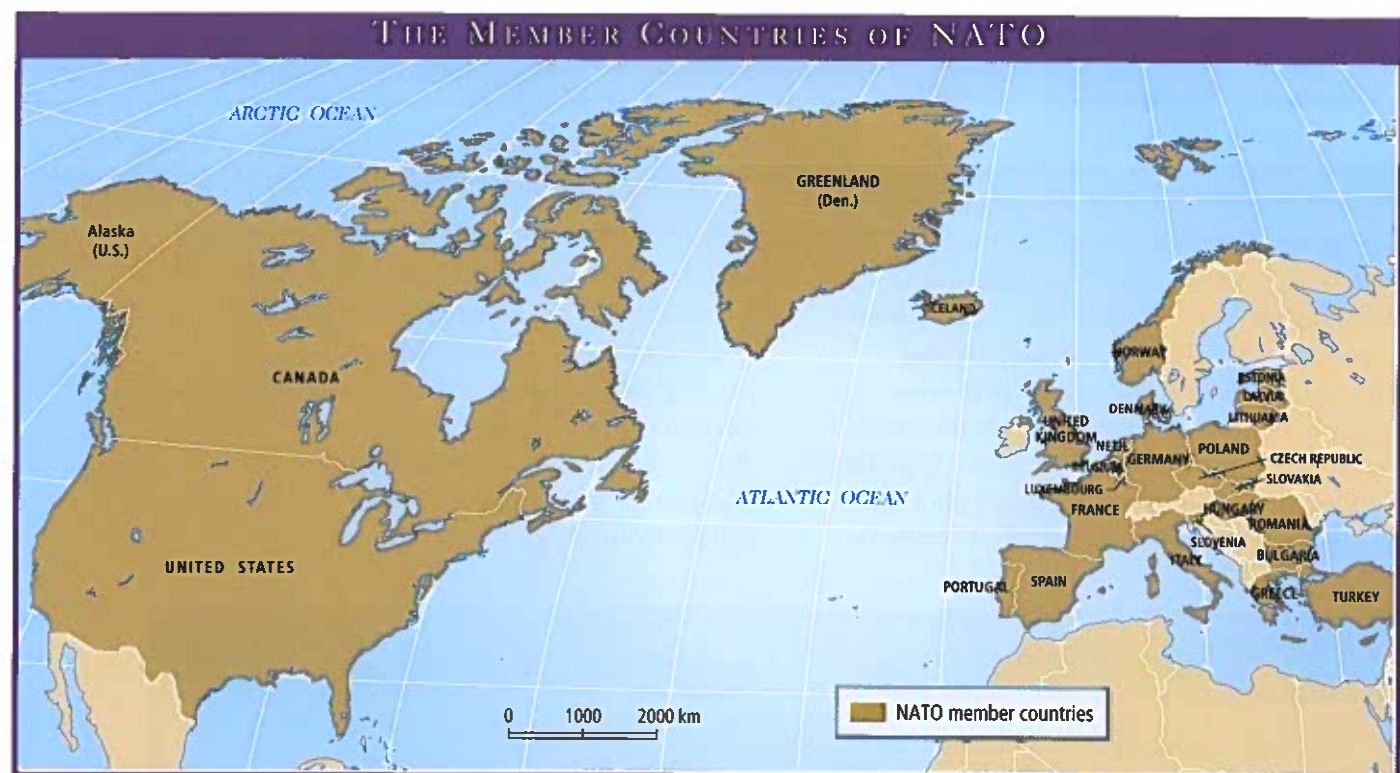 THE MEMBER COUNTRIES OF NATO
ARCTIC OCEAN
GREENLAND
(Den.)
Alaska
(U.S.)
ICELAND
NORWAY
CANADA
ESTONIA
LATVIA
LITHUANIA
DENMARK
UNITED
KINGDOM
NETH.
POLAND
GERMANY
CZECH REPUBLIC
BELGIUM
SLOVAKIA
LUXEMBOURG
ATLANTIC OCEAN
FRANCE
HUNGARY
ROMANIA
SLOVENIA
BULGARIA
ITALY
UNITED STATES
PORTUGAL
SPAIN
GREECE
TURKEY
0 1000 2000 km
NATO member countries